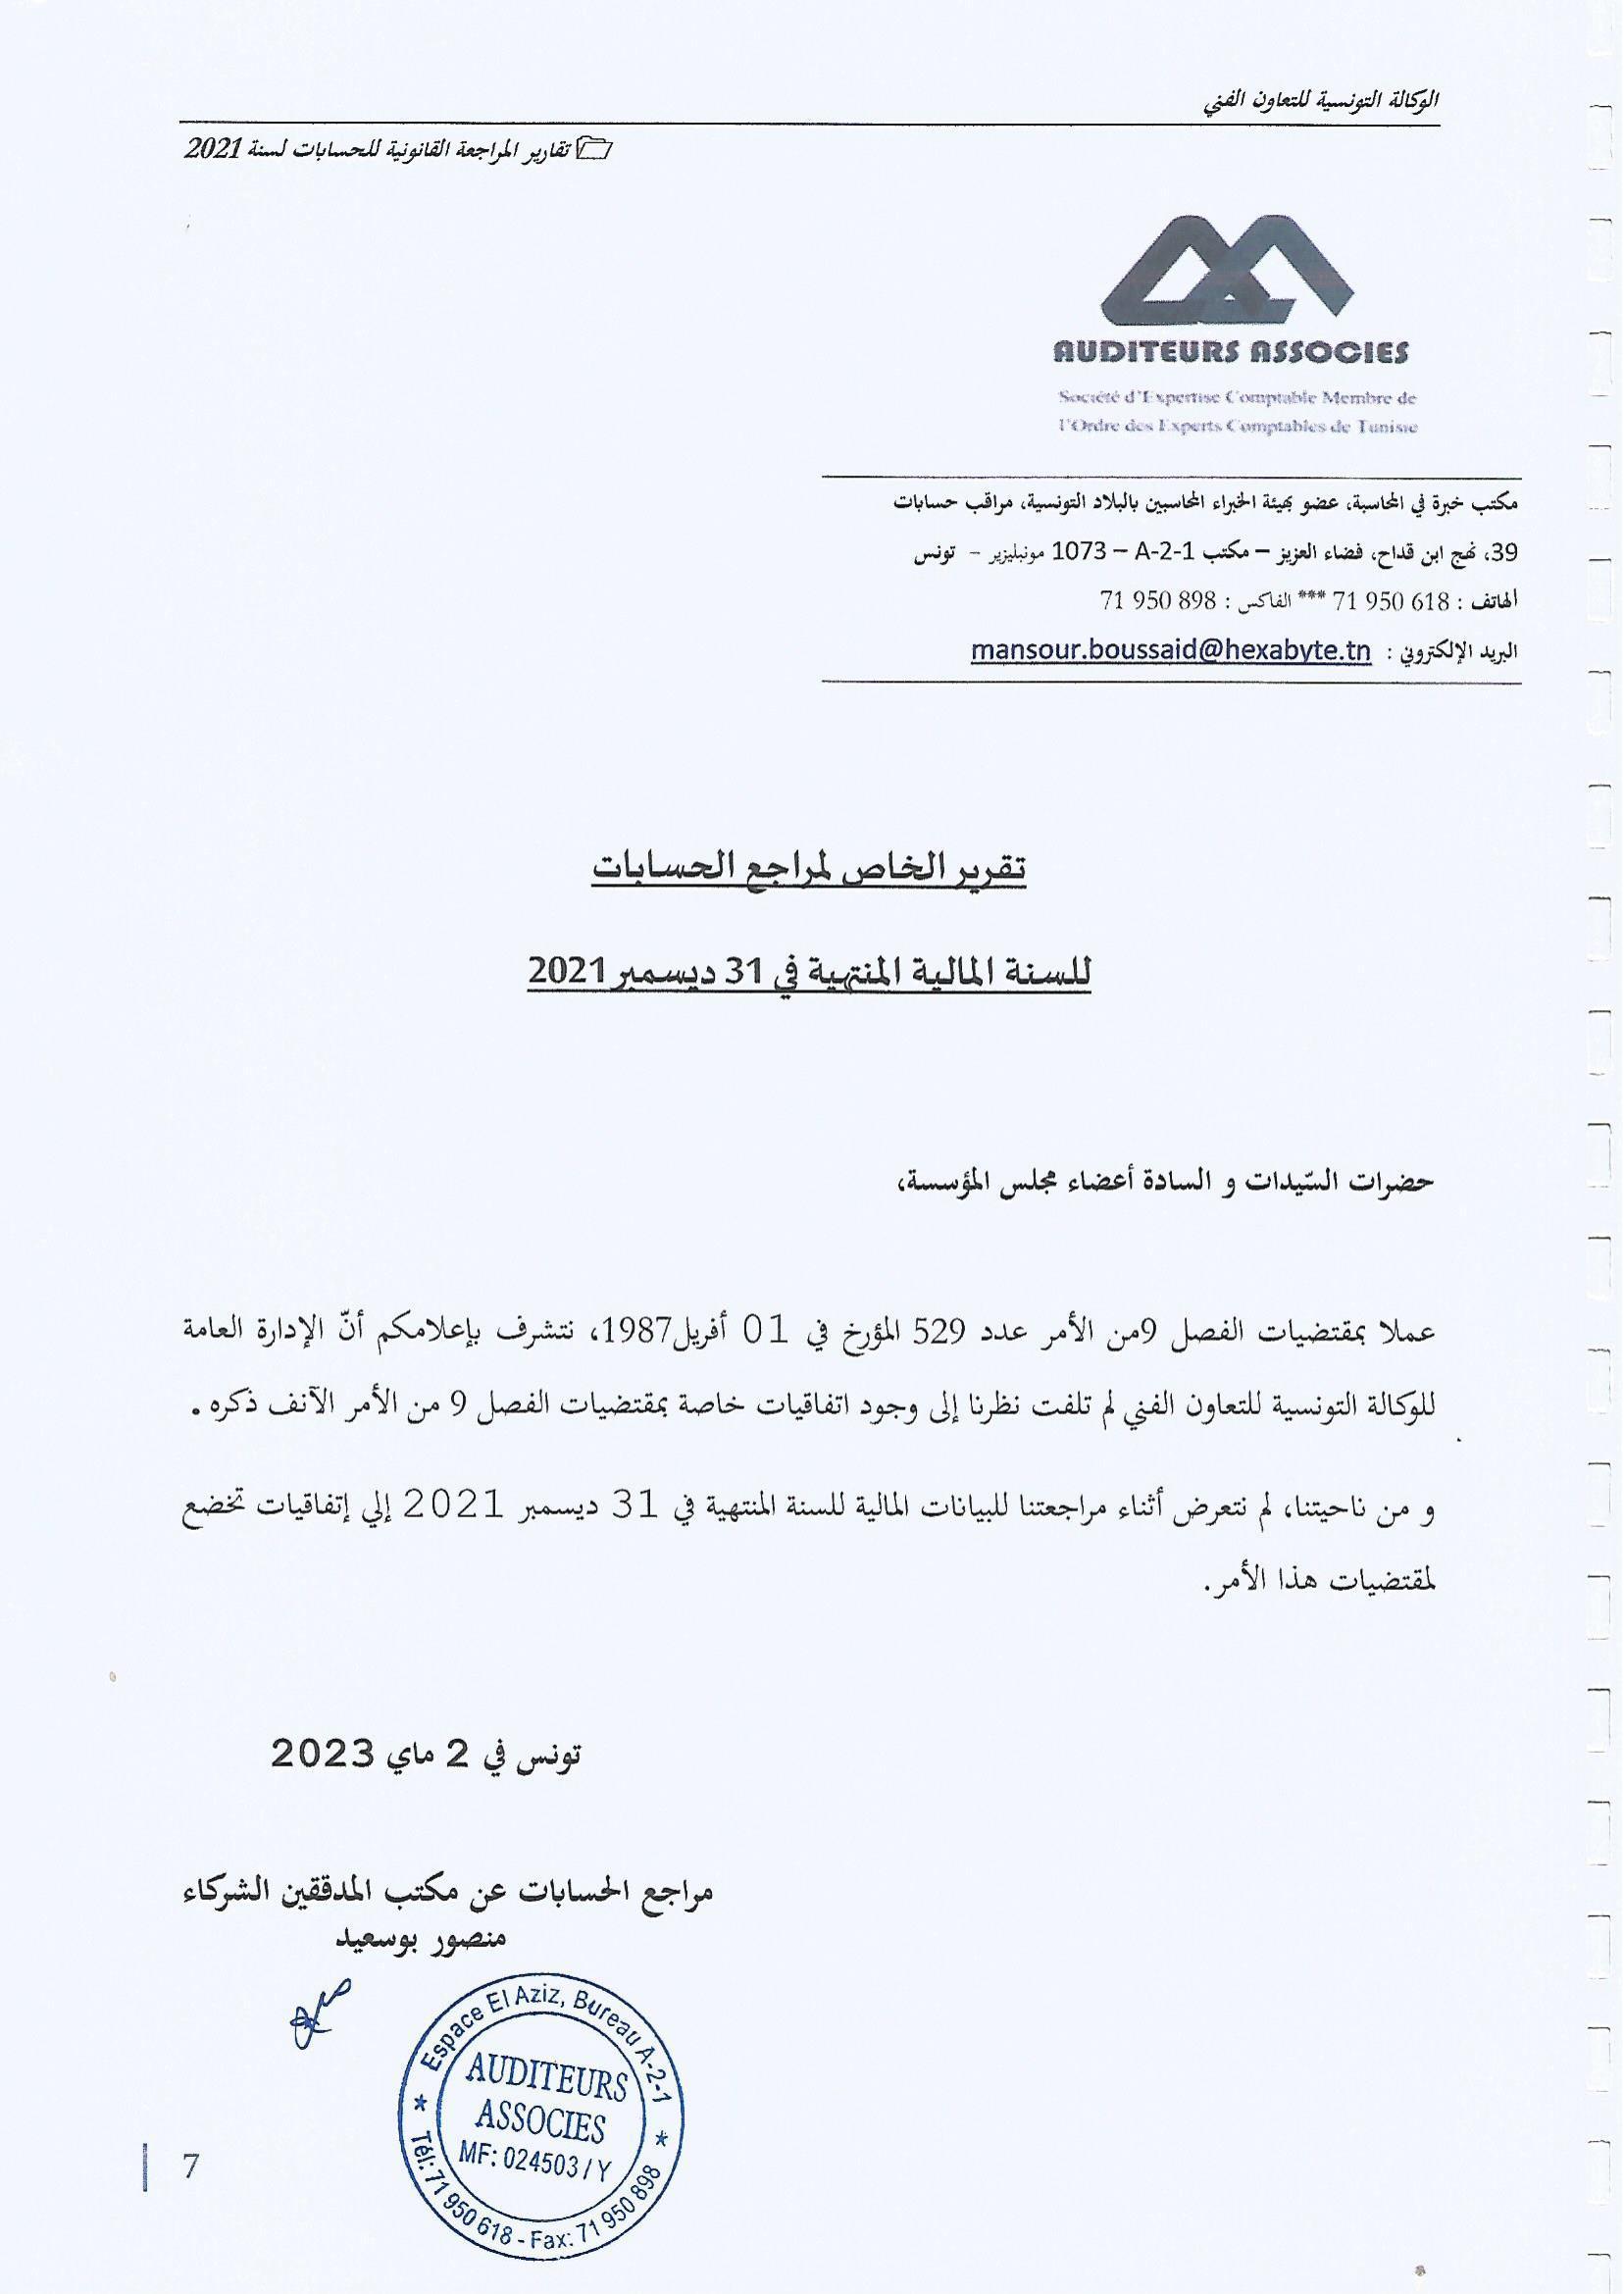 الوكالة التونسية للتعاون الفني
تقارير المراجعة القانونية للحسابات لسنة 2021
AUDITEURS ASSOCIES
Société d'Expertise Comptable Membre de
l'Ordre des Experts Comptables de Tunisie
مكتب خبرة في المحاسبة، عضو بهيئة الخبراء المحاسبين بالبلاد التونسية، مراقب حسابات
39، نهج ابن قداح، فضاء العزيز – مكتب A-2-1 – 1073 مونبليزير – تونس
الهاتف : 71 950 618 *** الفاكس : 71 950 898
البريد الإلكتروني : mansour.boussaid@hexabyte.tn
تقرير الخاص لمراجع الحسابات
للسنة المالية المنتهية في 31 ديسمبر 2021
حضرات السّيدات و السادة أعضاء مجلس المؤسسة،
عملا بمقتضيات الفصل 9من الأمر عدد 529 المؤرخ في 01 أفريل1987، نتشرف بإعلامكم أنّ الإدارة العامة
للوكالة التونسية للتعاون الفني لم تلفت نظرنا إلى وجود اتفاقيات خاصة بمقتضيات الفصل 9 من الأمر الآنف ذكره .
و من ناحيتنا، لم نتعرض أثناء مراجعتنا للبيانات المالية للسنة المنتهية في 31 ديسمبر 2021 إلي إتفاقيات تخضع
لمقتضيات هذا الأمر.
تونس في 2 ماي 2023
مراجع الحسابات عن مكتب المدققين الشركاء
منصور بوسعيد
Espace El Aziz, Bureau A-2-1
AUDITEURS
ASSOCIES
MF: 024503 / Y
Tél: 71 950 618 - Fax: 71 950 898
7